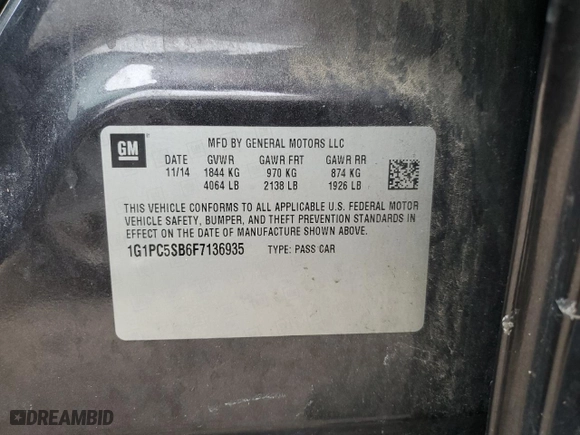 GM
MFD BY GENERAL MOTORS LLC
DATE GVWR GAWR FRT GAWR RR
11/14 1844 KG 970 KG 874 KG
4064 LB 2138 LB 1926 LB
THIS VEHICLE CONFORMS TO ALL APPLICABLE U.S. FEDERAL MOTOR
VEHICLE SAFETY, BUMPER, AND THEFT PREVENTION STANDARDS IN
EFFECT ON THE DATE OF MANUFACTURE SHOWN ABOVE.
1G1PC5SB6F7136935 TYPE: PASS CAR
DREAMBID